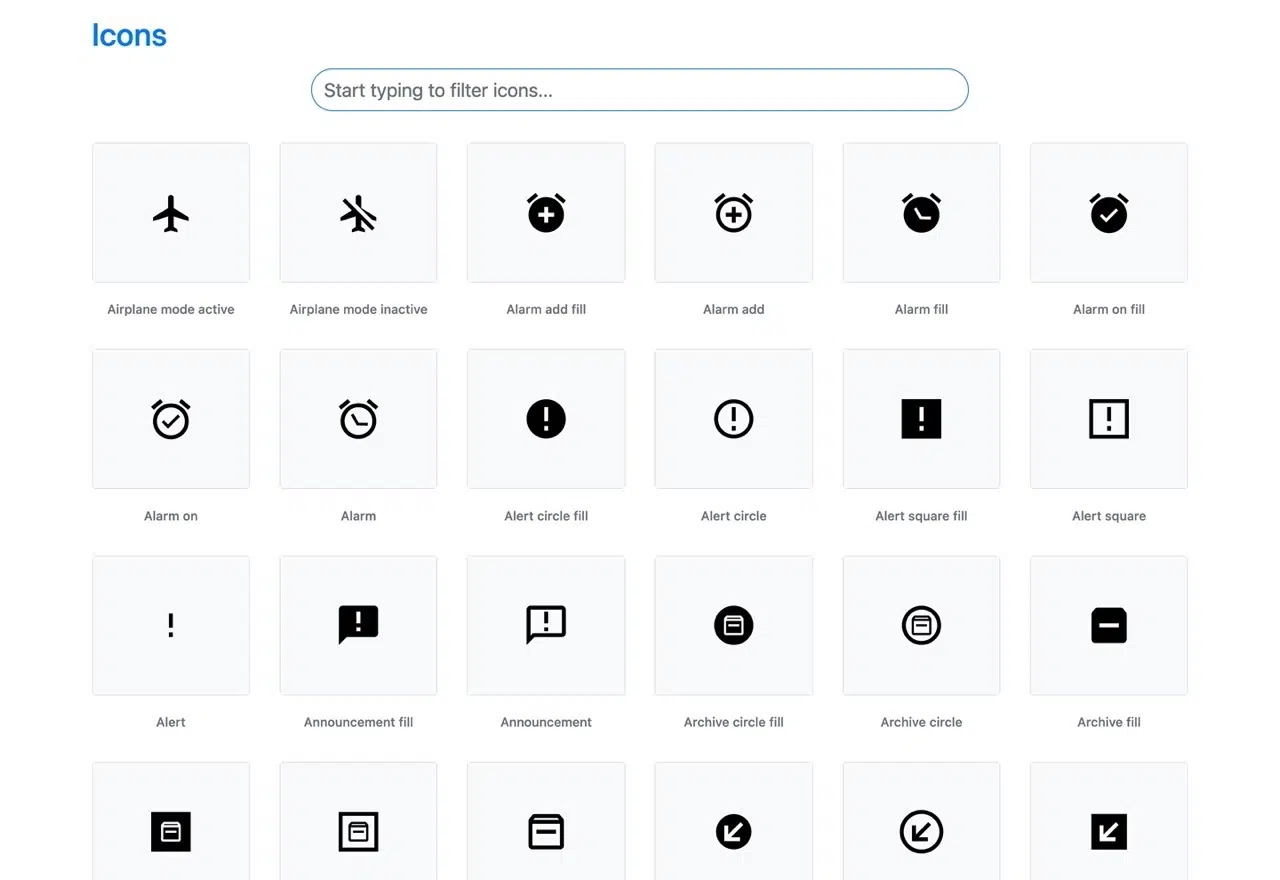 Icons
Start typing to filter icons...
Airplane mode active
Airplane mode inactive
Alarm add fill
Alarm add
Alarm fill
Alarm on fill
Alarm on
Alarm
Alert circle fill
Alert circle
Alert square fill
Alert square
Alert
Announcement fill
Announcement
Archive circle fill
Archive circle
Archive fill